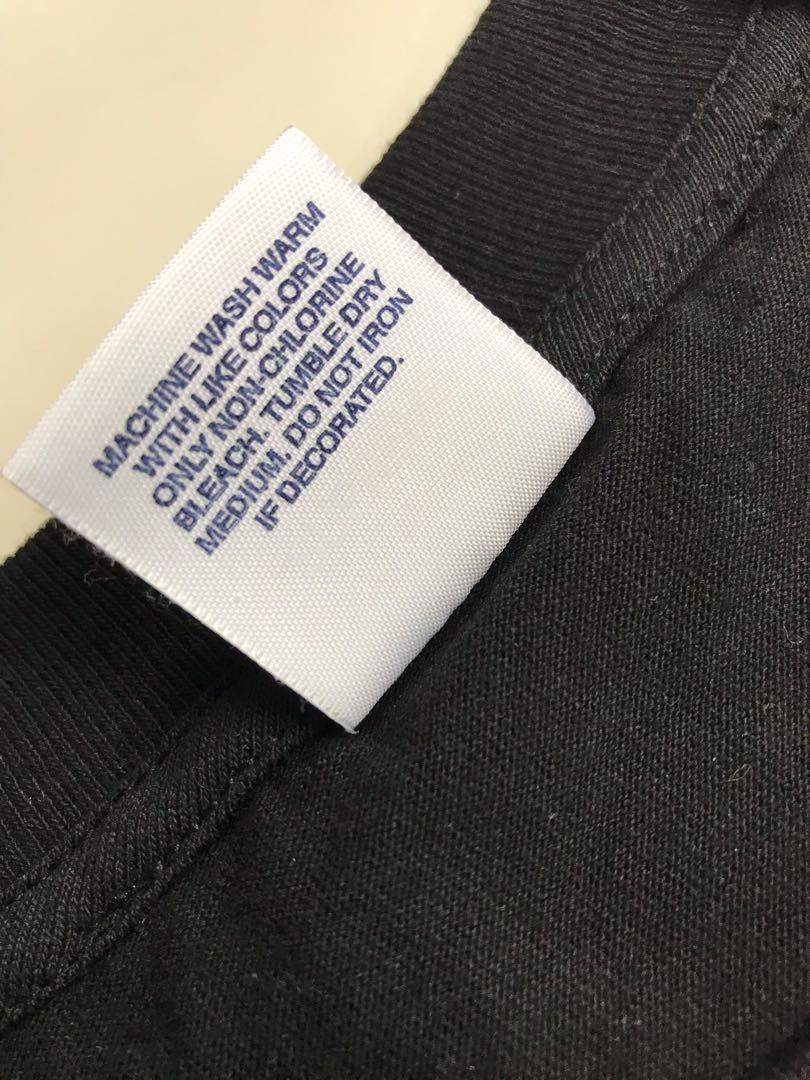 MACHINE WASH WARM
WITH LIKE COLORS
ONLY NON-CHLORINE
BLEACH. TUMBLE DRY
MEDIUM. DO NOT IRON
IF DECORATED.